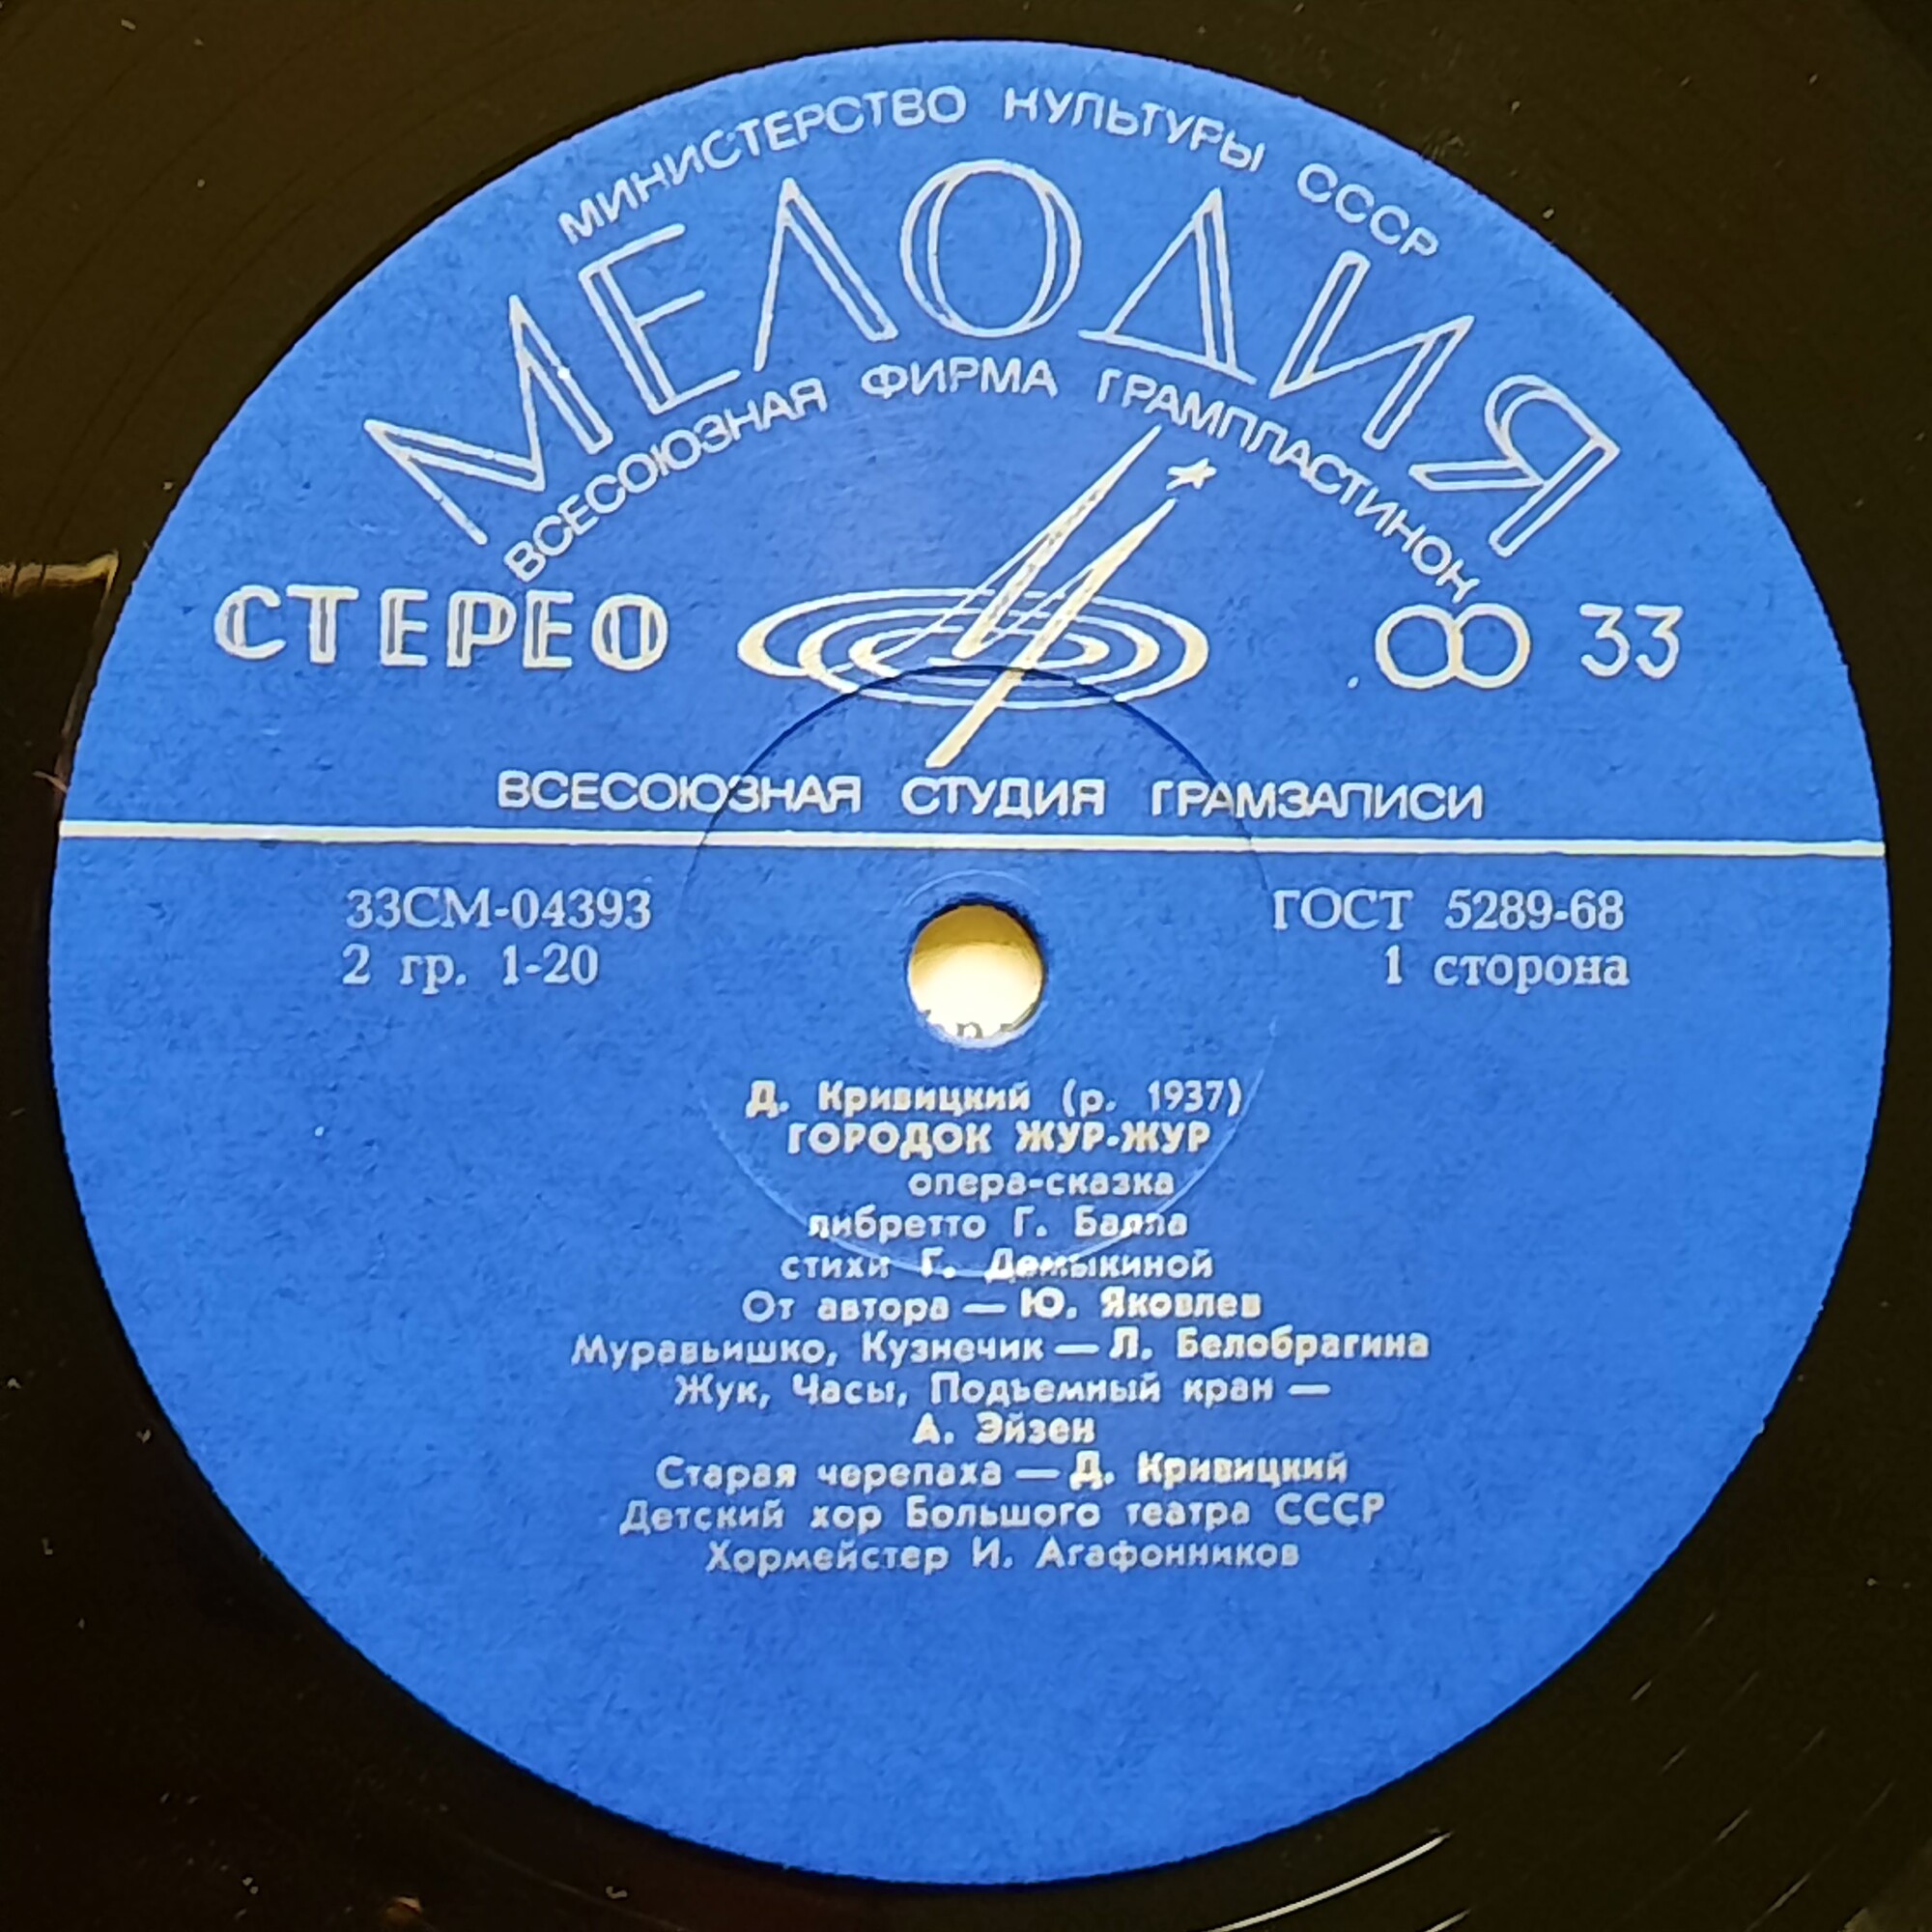 МИНИСТЕРСТВО КУЛЬТУРЫ СССР
МЕЛОДИЯ
ВСЕСОЮЗНАЯ ФИРМА ГРАМПЛАСТИНОК
СТЕРЕО 33
ВСЕСОЮЗНАЯ СТУДИЯ ГРАМЗАПИСИ
33СМ-04393 ГОСТ 5289-68
2 гр. 1-20 1 сторона
Д. Кривицкий (р. 1937)
ГОРОДОК ЖУР-ЖУР
опера-сказка
либретто Г. Балла
стихи Г. Демыкиной
От автора — Ю. Яковлев
Муравьишко, Кузнечик — Л. Белобрагина
Жук, Часы, Подъемный кран —
А. Эйзен
Старая черепаха — Д. Кривицкий
Детский хор Большого театра СССР
Хормейстер И. Агафонников